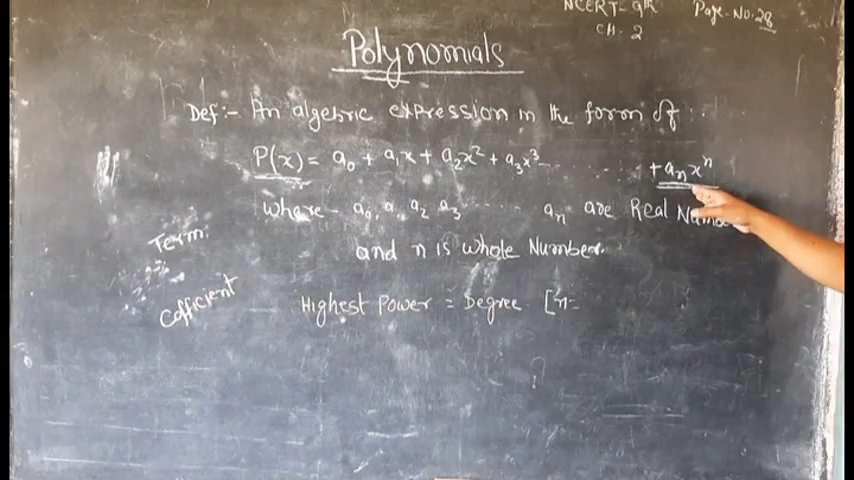 NCERT-9th Page-No.28
CH-2
Polynomials
Def:- An algebric expression in the form of
P(x) = a₀ + a₁x + a₂x² + a₃x³ - ........ + aₙxⁿ
where - a₀, a₁ a₂ a₃ ...... aₙ are Real Number
Term:
and n is whole Number.
Cofficient
Highest Power = Degree [n=